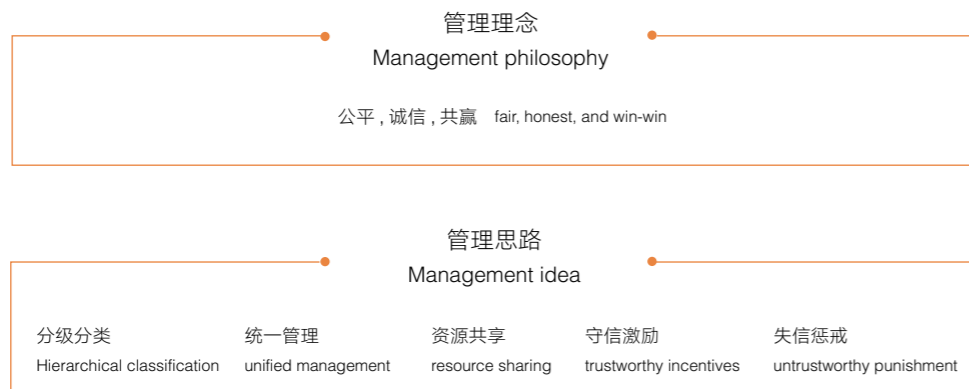 管理理念
Management philosophy
公平 , 诚信 , 共赢 fair, honest, and win-win
管理思路
Management idea
分级分类 统一管理 资源共享 守信激励 失信惩戒
Hierarchical classification unified management resource sharing trustworthy incentives untrustworthy punishment